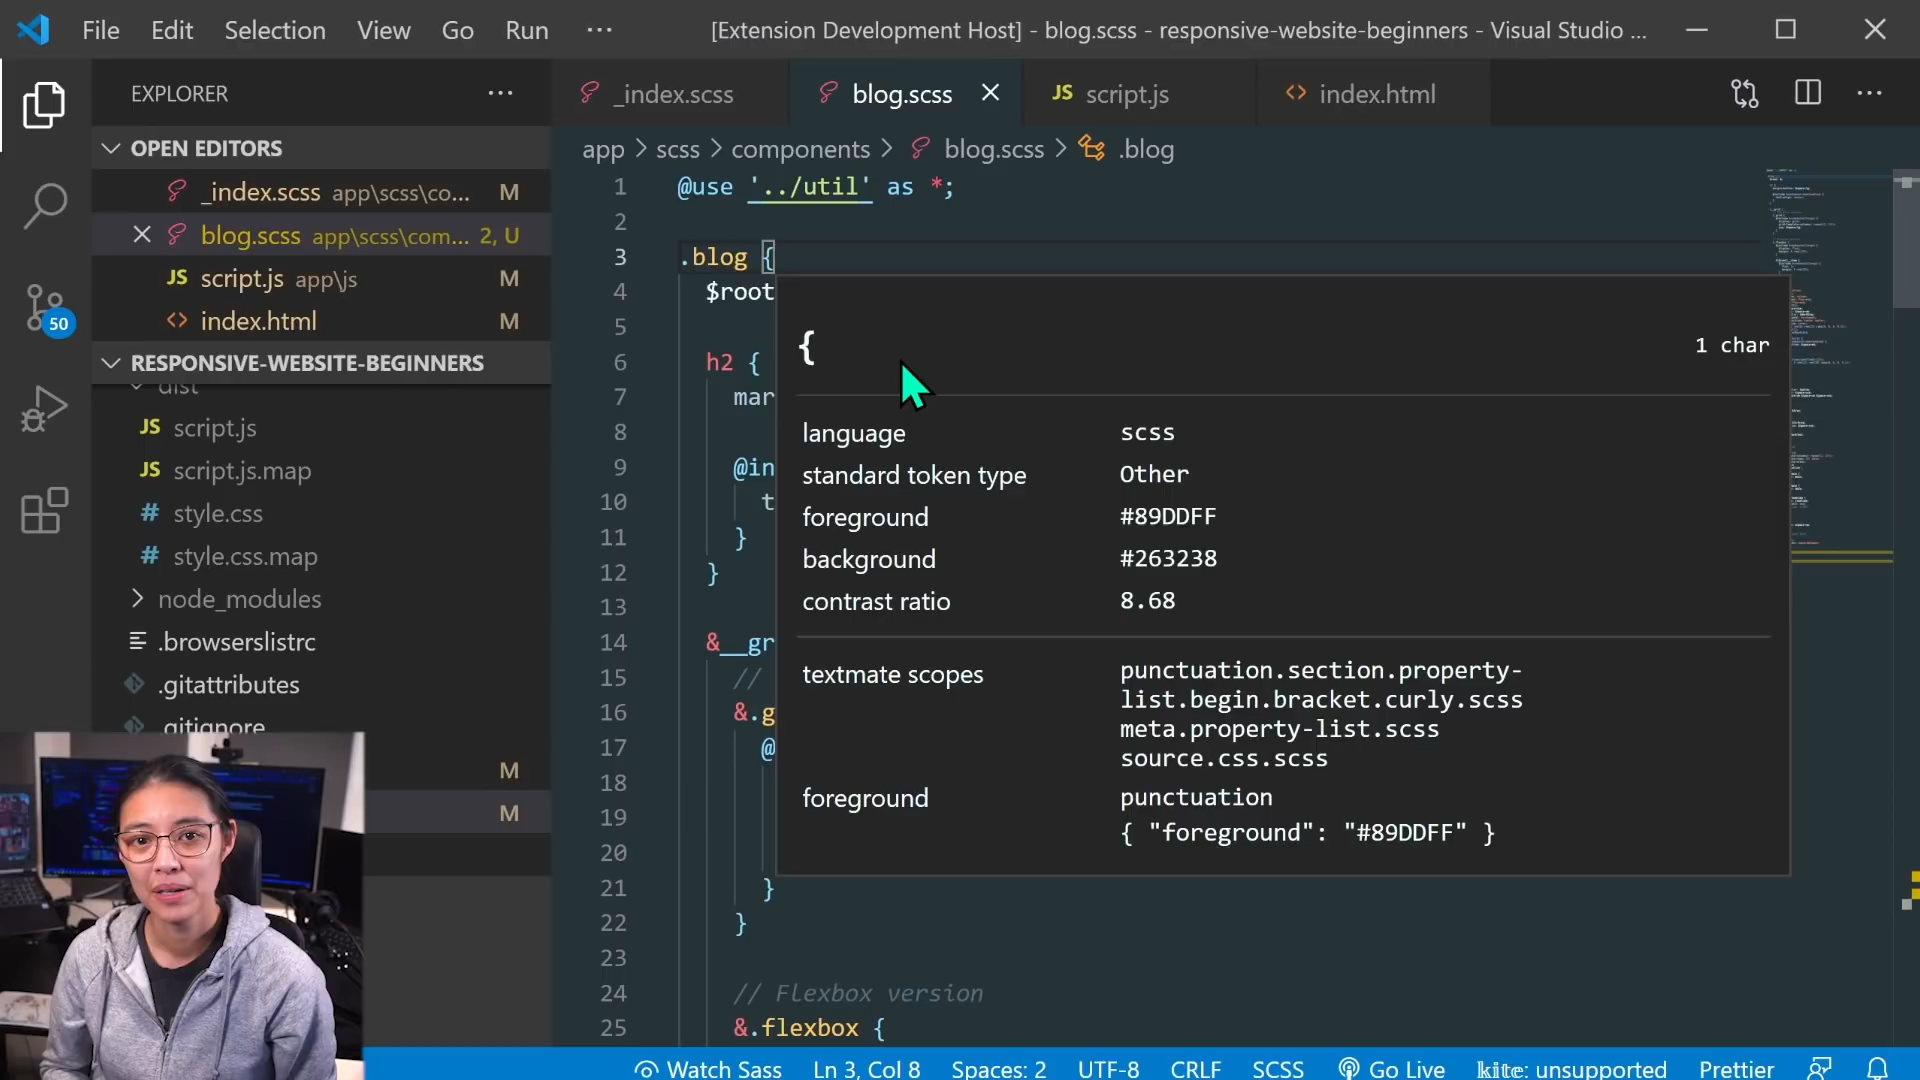 File Edit Selection View Go Run ··· [Extension Development Host] - blog.scss - responsive-website-beginners - Visual Studio ...
EXPLORER
OPEN EDITORS
_index.scss app\scss\co... M
blog.scss app\scss\com... 2, U
script.js app\js M
index.html M
RESPONSIVE-WEBSITE-BEGINNERS
dist
JS script.js
JS script.js.map
# style.css
# style.css.map
node_modules
.browserslistrc
.gitattributes
.gitignore
M
M
50
_index.scss blog.scss JS script.js index.html
app > scss > components > blog.scss > .blog
1 @use '../util' as *;
2
3 .blog {
4 $root
5
6 h2 {
7 mar
8
9 @in
10 t
11 }
12 }
13
14 &__gr
15 //
16 &.g
17 @
18
19
20
21 }
22 }
23
24 // Flexbox version
25 &.flexbox {
{ 1 char
language scss
standard token type Other
foreground #89DDFF
background #263238
contrast ratio 8.68
textmate scopes punctuation.section.property-
list.begin.bracket.curly.scss
meta.property-list.scss
source.css.scss
foreground punctuation
{ "foreground": "#89DDFF" }
Watch Sass Ln 3, Col 8 Spaces: 2 UTF-8 CRLF SCSS Go Live kite: unsupported Prettier